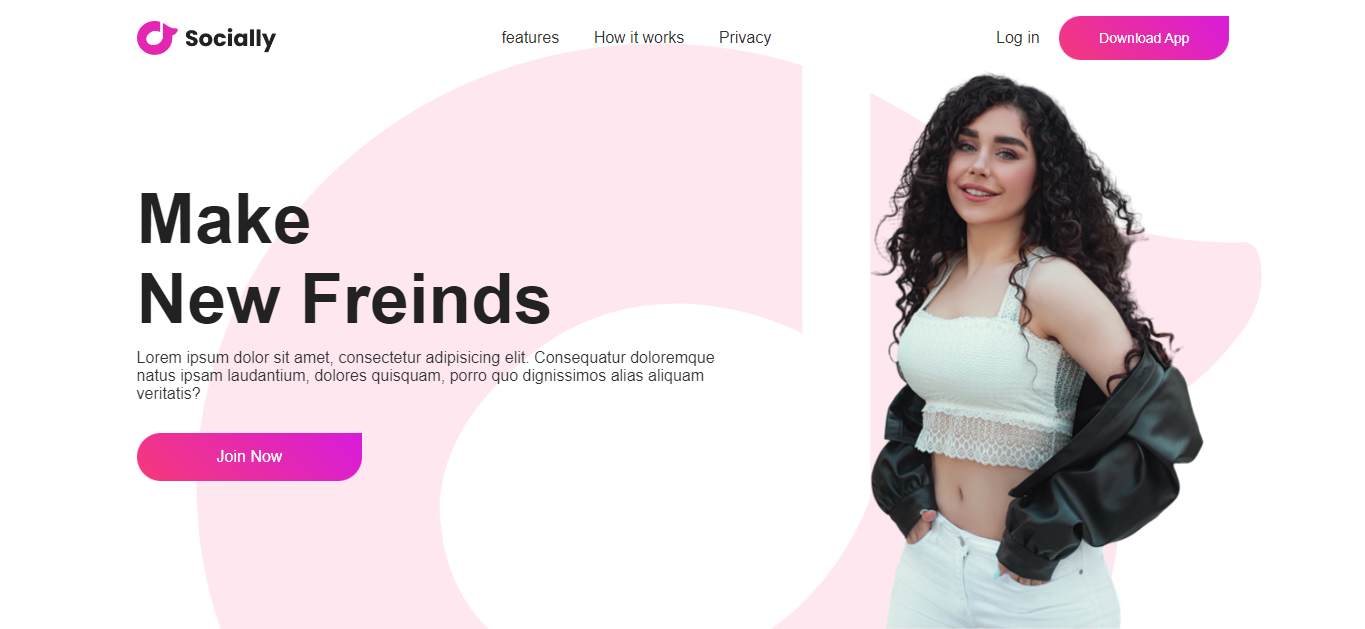 Socially
features
How it works
Privacy
Log in
Download App
Make
New Freinds
Lorem ipsum dolor sit amet, consectetur adipisicing elit. Consequatur doloremque
natus ipsam laudantium, dolores quisquam, porro quo dignissimos alias aliquam
veritatis?
Join Now